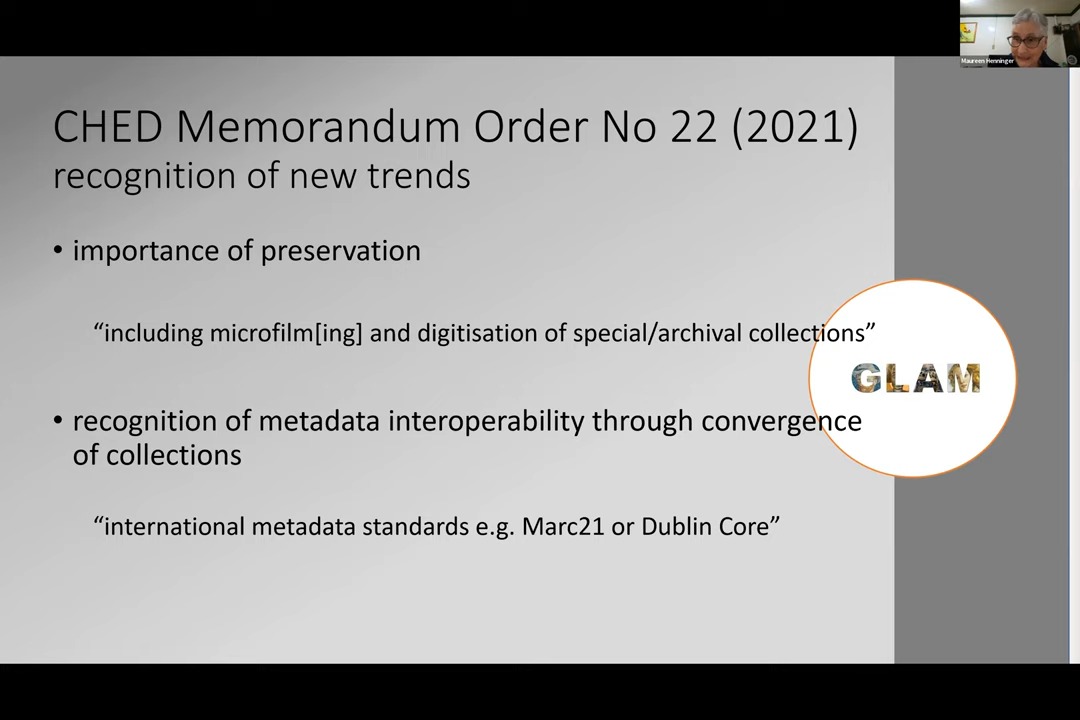 Maureen Henninger
CHED Memorandum Order No 22 (2021)
recognition of new trends
• importance of preservation
“including microfilm[ing] and digitisation of special/archival collections”
GLAM
• recognition of metadata interoperability through convergence
of collections
“international metadata standards e.g. Marc21 or Dublin Core”